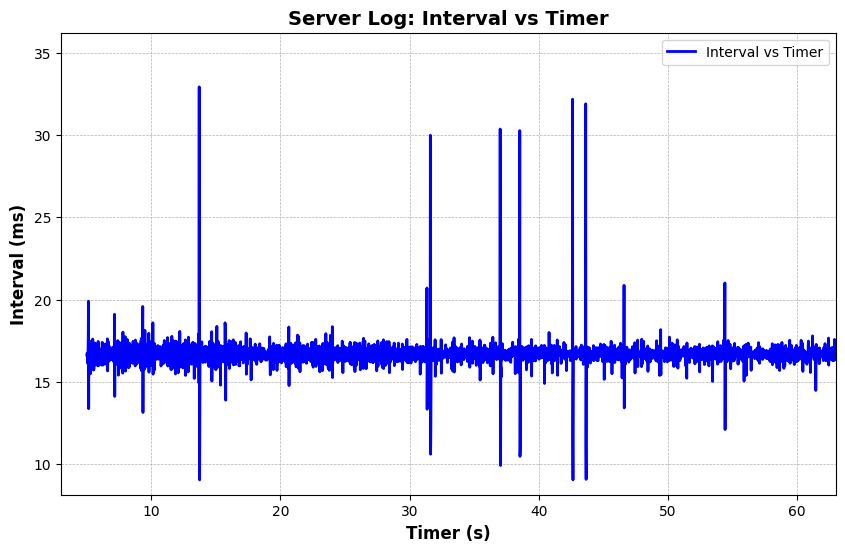 Server Log: Interval vs Timer
Interval vs Timer
35
30
25
20
15
10
Interval (ms)
10 20 30 40 50 60
Timer (s)